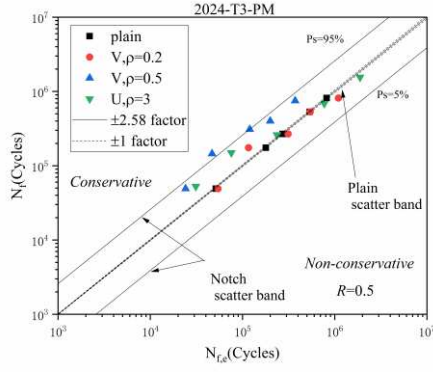 2024-T3-PM
plain
V,ρ=0.2
V,ρ=0.5
U,ρ=3
±2.58 factor
±1 factor
Ps=95%
Ps=5%
Conservative
Plain
scatter band
Notch
scatter band
Non-conservative
R=0.5
N_f(Cycles)
10^7
10^6
10^5
10^4
10^3
10^3
10^4
10^5
10^6
10^7
N_f,e(Cycles)